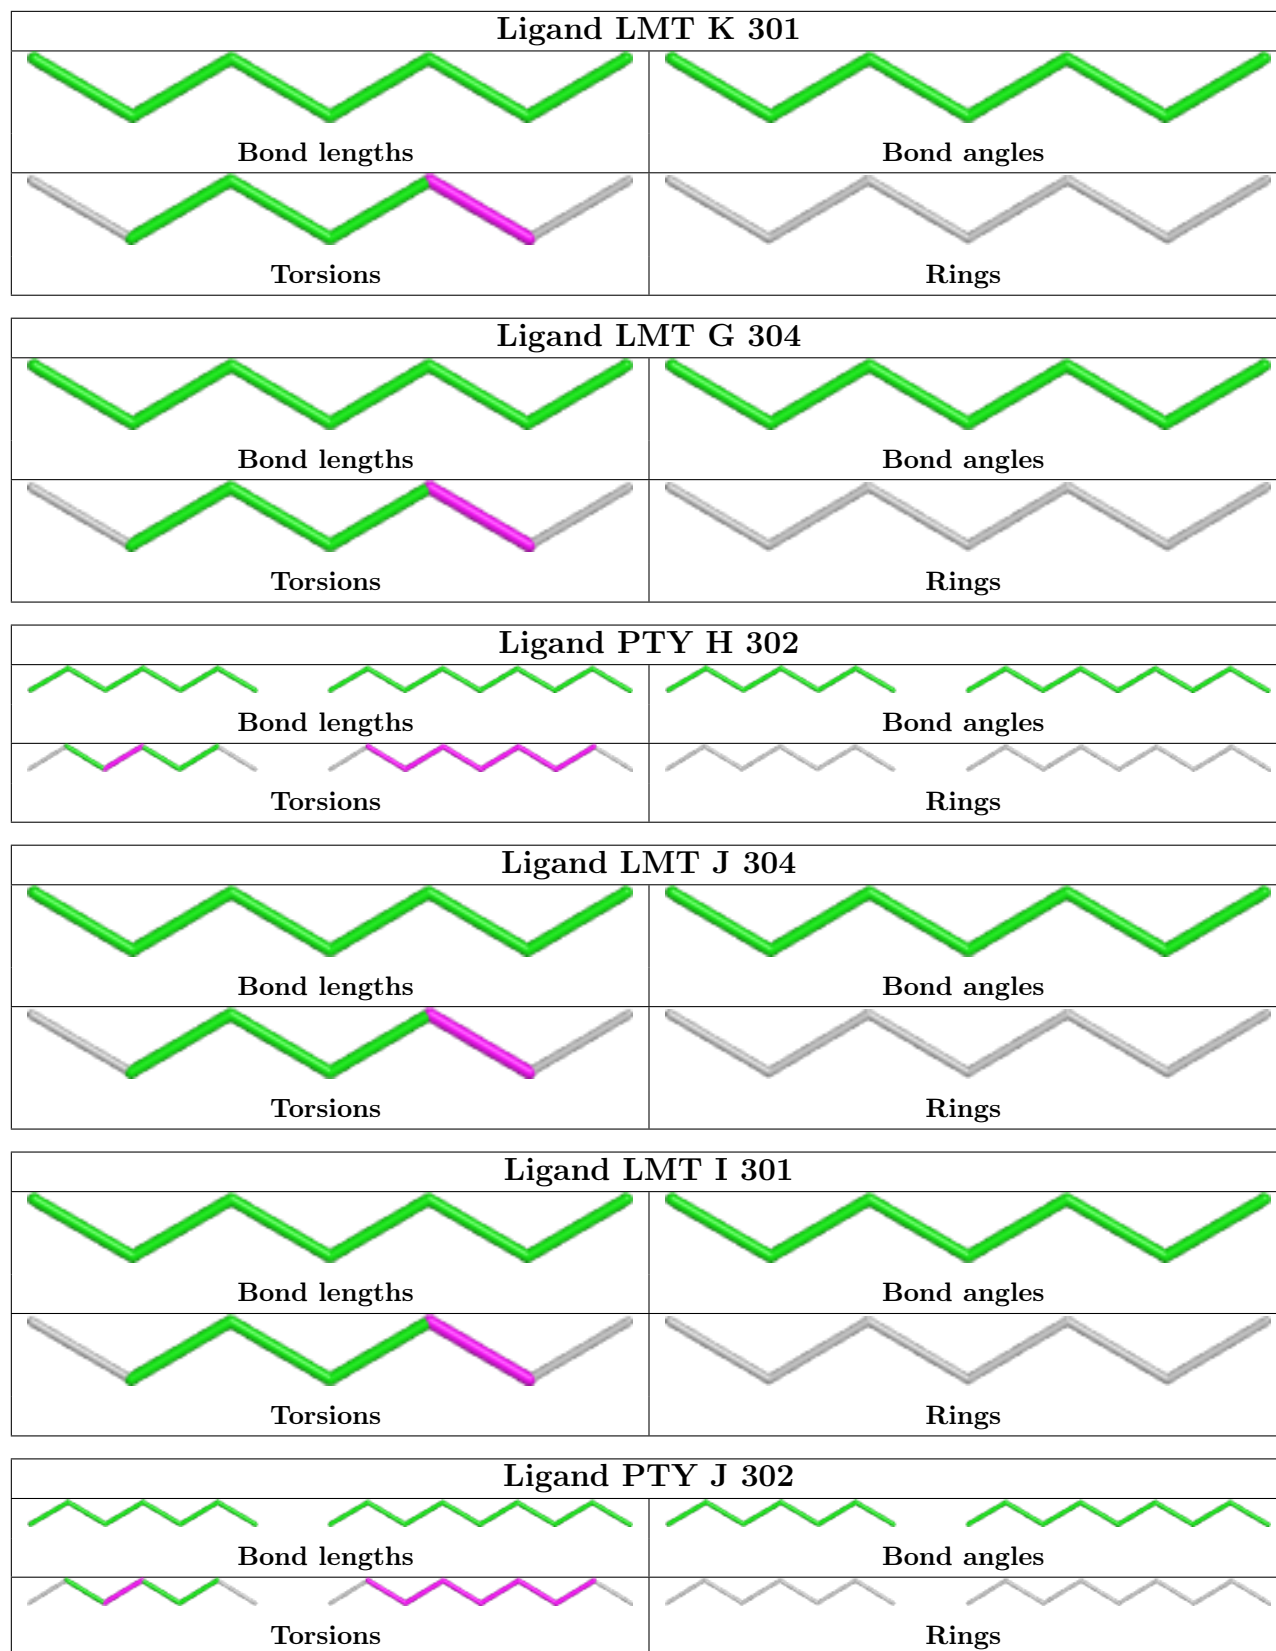 Ligand LMT K 301
Bond lengths Bond angles
Torsions Rings
Ligand LMT G 304
Bond lengths Bond angles
Torsions Rings
Ligand PTY H 302
Bond lengths Bond angles
Torsions Rings
Ligand LMT J 304
Bond lengths Bond angles
Torsions Rings
Ligand LMT I 301
Bond lengths Bond angles
Torsions Rings
Ligand PTY J 302
Bond lengths Bond angles
Torsions Rings